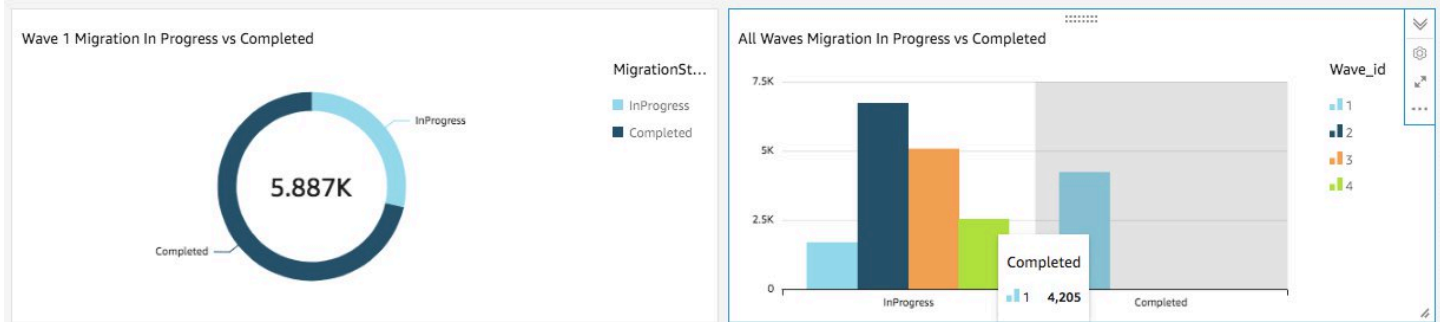 Wave 1 Migration In Progress vs Completed
MigrationSt...
InProgress
Completed
InProgress
5.887K
Completed
All Waves Migration In Progress vs Completed
Wave_id
1
2
3
4
7.5K
5K
2.5K
0
InProgress
Completed
Completed
1 4,205